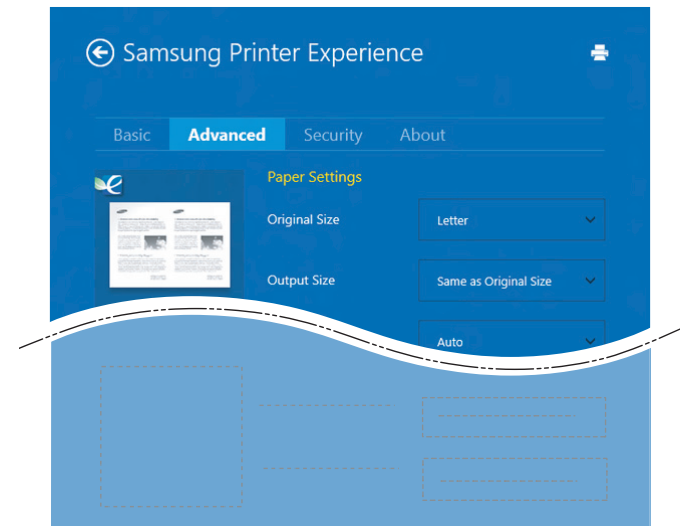 Samsung Printer Experience
Basic Advanced Security About
Paper Settings
Original Size Letter
Output Size Same as Original Size
Auto